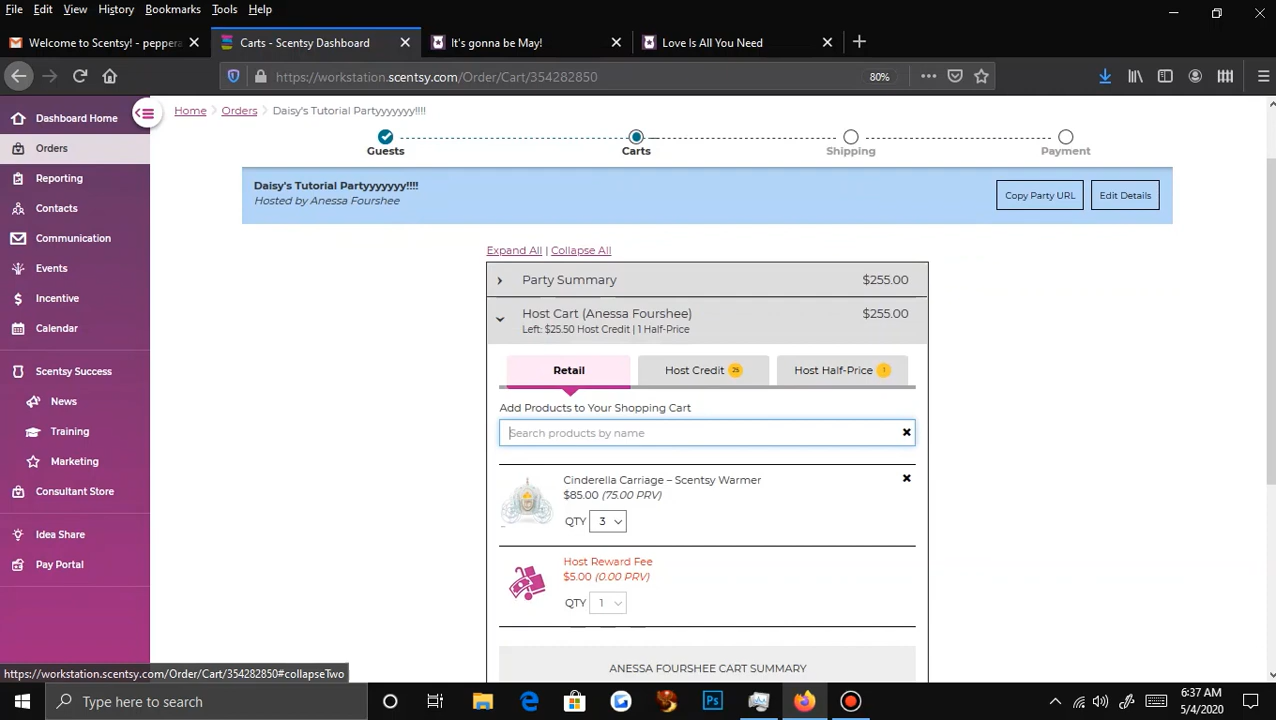 File Edit View History Bookmarks Tools Help
Welcome to Scentsy! - peppera
Carts - Scentsy Dashboard
It's gonna be May!
Love Is All You Need
https://workstation.scentsy.com/Order/Cart/354282850
80%
Dashboard Home
Orders
Reporting
Contacts
Communication
Events
Incentive
Calendar
Scentsy Success
News
Training
Marketing
Consultant Store
Idea Share
Pay Portal
Home > Orders > Daisy's Tutorial Partyyyyyyy!!!!
Guests
Carts
Shipping
Payment
Daisy's Tutorial Partyyyyyyy!!!!
Hosted by Anessa Fourshee
Copy Party URL
Edit Details
Expand All | Collapse All
Party Summary $255.00
Host Cart (Anessa Fourshee) $255.00
Left: $25.50 Host Credit | 1 Half-Price
Retail
Host Credit
Host Half-Price 1
Add Products to Your Shopping Cart
Search products by name
Cinderella Carriage – Scentsy Warmer
$85.00 (75.00 PRV)
QTY 3
Host Reward Fee
$5.00 (0.00 PRV)
QTY 1
ANESSA FOURSHEE CART SUMMARY
https://workstation.scentsy.com/Order/Cart/354282850#collapseTwo
Type here to search
Ps
6:37 AM
5/4/2020